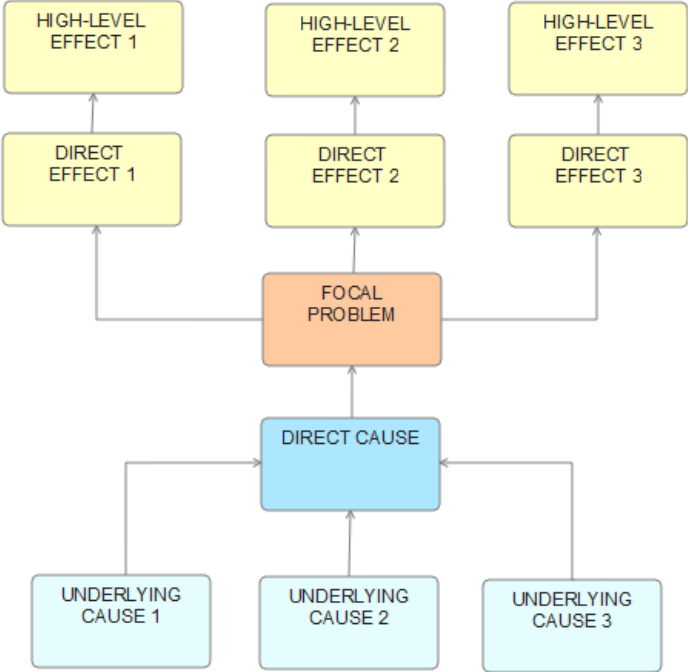 HIGH-LEVEL
EFFECT 1
HIGH-LEVEL
EFFECT 2
HIGH-LEVEL
EFFECT 3
DIRECT
EFFECT 1
DIRECT
EFFECT 2
DIRECT
EFFECT 3
FOCAL
PROBLEM
DIRECT CAUSE
UNDERLYING
CAUSE 1
UNDERLYING
CAUSE 2
UNDERLYING
CAUSE 3